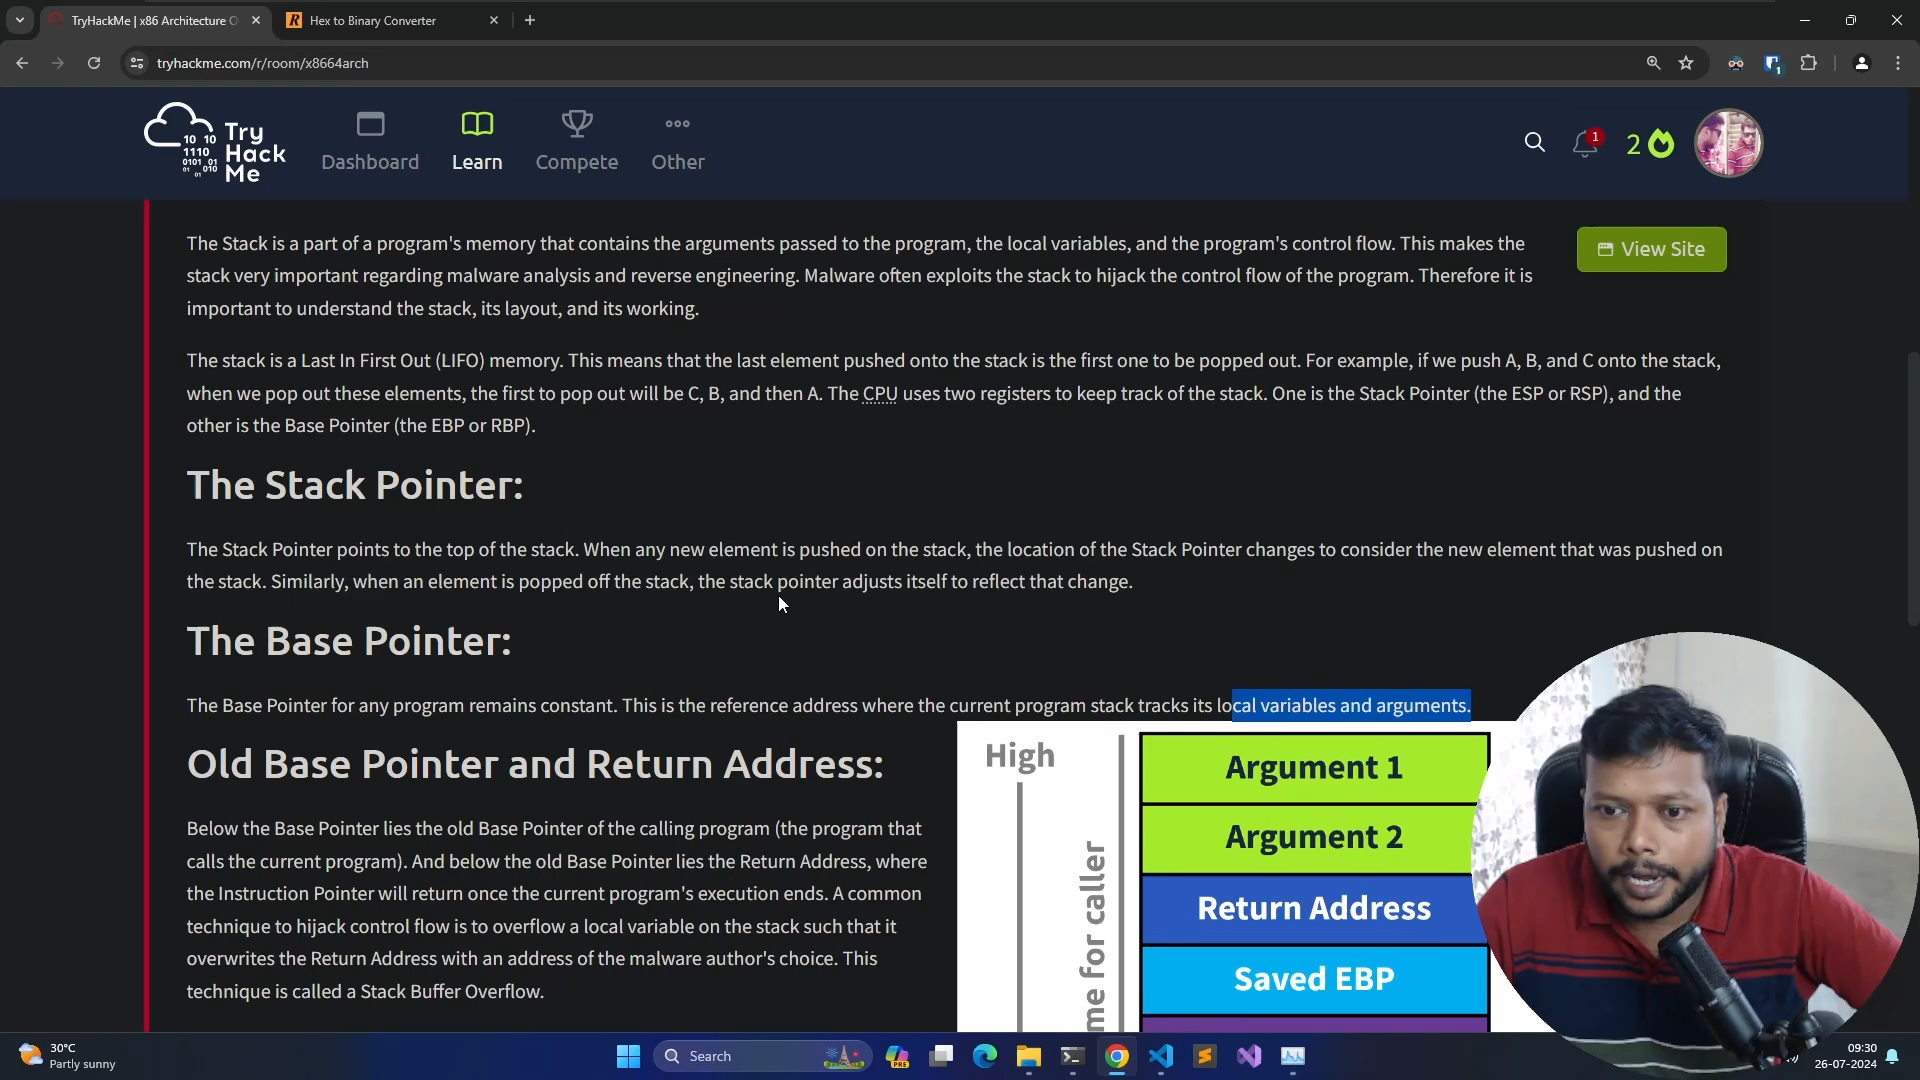 TryHackMe | x86 Architecture O
Hex to Binary Converter
tryhackme.com/r/room/x8664arch
10 10
1110
0101 01
01 010
01
Try
Hack
Me
Dashboard
Learn
Compete
Other
1
2
The Stack is a part of a program's memory that contains the arguments passed to the program, the local variables, and the program's control flow. This makes the
stack very important regarding malware analysis and reverse engineering. Malware often exploits the stack to hijack the control flow of the program. Therefore it is
important to understand the stack, its layout, and its working.
View Site
The stack is a Last In First Out (LIFO) memory. This means that the last element pushed onto the stack is the first one to be popped out. For example, if we push A, B, and C onto the stack,
when we pop out these elements, the first to pop out will be C, B, and then A. The CPU uses two registers to keep track of the stack. One is the Stack Pointer (the ESP or RSP), and the
other is the Base Pointer (the EBP or RBP).
The Stack Pointer:
The Stack Pointer points to the top of the stack. When any new element is pushed on the stack, the location of the Stack Pointer changes to consider the new element that was pushed on
the stack. Similarly, when an element is popped off the stack, the stack pointer adjusts itself to reflect that change.
The Base Pointer:
The Base Pointer for any program remains constant. This is the reference address where the current program stack tracks its local variables and arguments.
Old Base Pointer and Return Address:
Below the Base Pointer lies the old Base Pointer of the calling program (the program that
calls the current program). And below the old Base Pointer lies the Return Address, where
the Instruction Pointer will return once the current program's execution ends. A common
technique to hijack control flow is to overflow a local variable on the stack such that it
overwrites the Return Address with an address of the malware author's choice. This
technique is called a Stack Buffer Overflow.
High
me for caller
Argument 1
Argument 2
Return Address
Saved EBP
30°C
Partly sunny
Search
PRE
09:30
26-07-2024